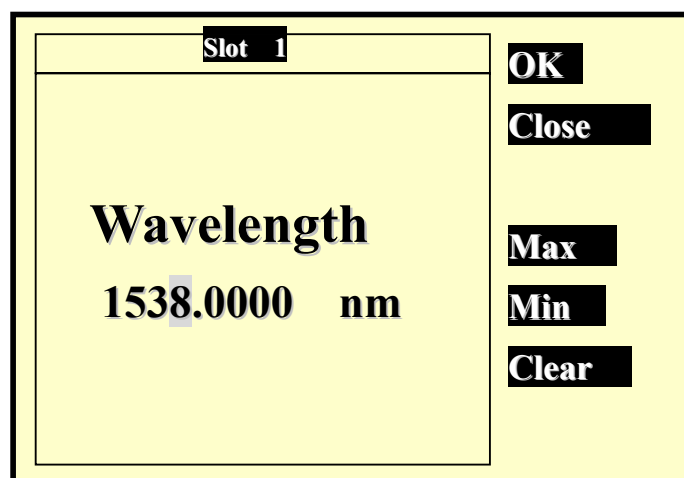 Slot 1
OK
Close
Wavelength
1538.0000 nm
Max
Min
Clear